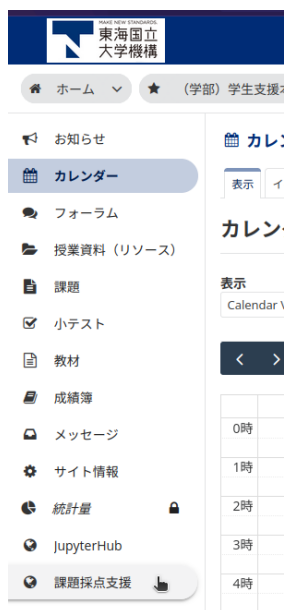 MAKE NEW STANDARDS.
東海国立
大学機構
ホーム
(学部) 学生支援
お知らせ
カレンダー
フォーラム
授業資料（リソース）
課題
小テスト
教材
成績簿
メッセージ
サイト情報
統計量
JupyterHub
課題採点支援
カレン
表示
イ
カレン
表示
Calendar
0時
1時
2時
3時
4時